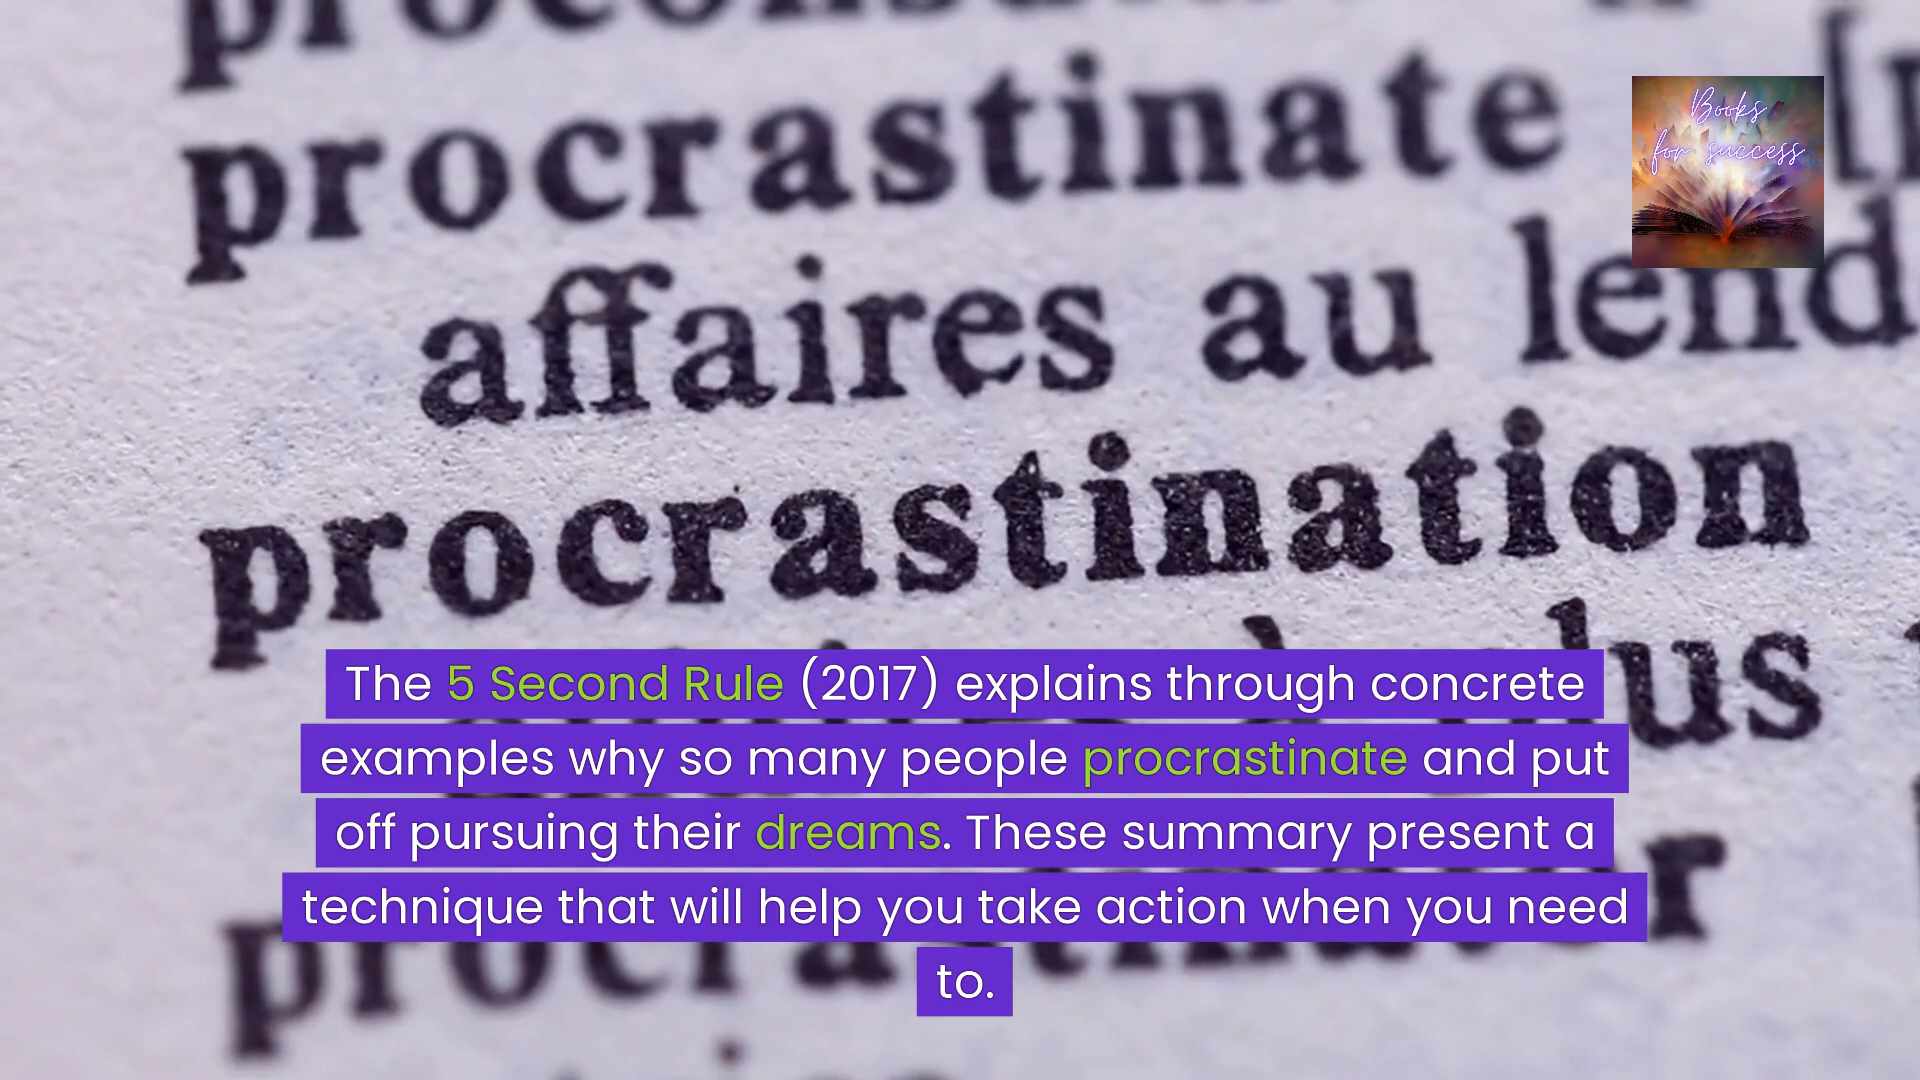 procrastinate
Books
for success
affaires au lend
procrastination
lus
The 5 Second Rule (2017) explains through concrete
examples why so many people procrastinate and put
off pursuing their dreams. These summary present a
technique that will help you take action when you need
to.